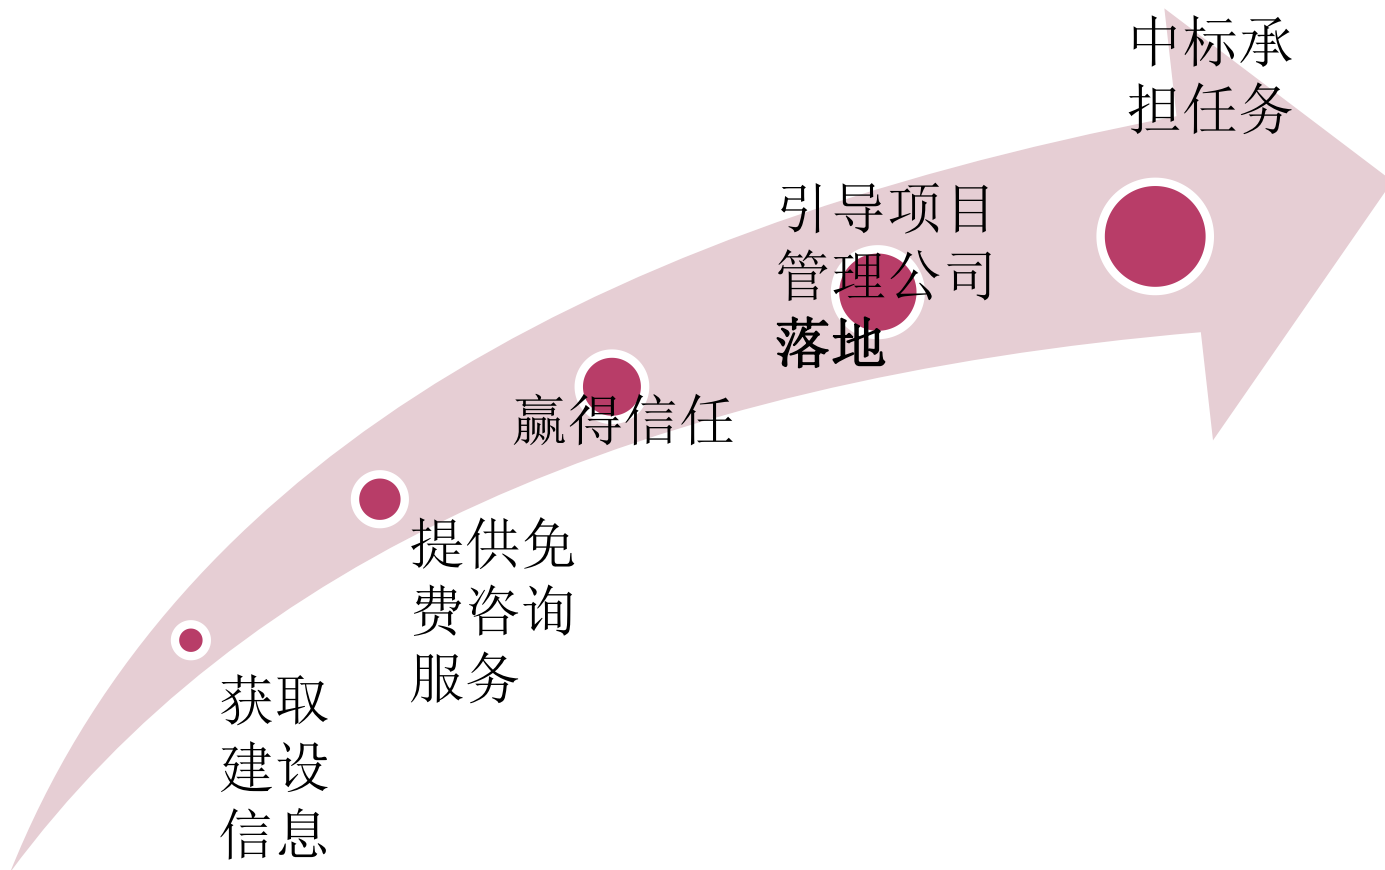 获取
建设
信息
提供免
费咨询
服务
赢得信任
引导项目
管理公司
落地
中标承
担任务